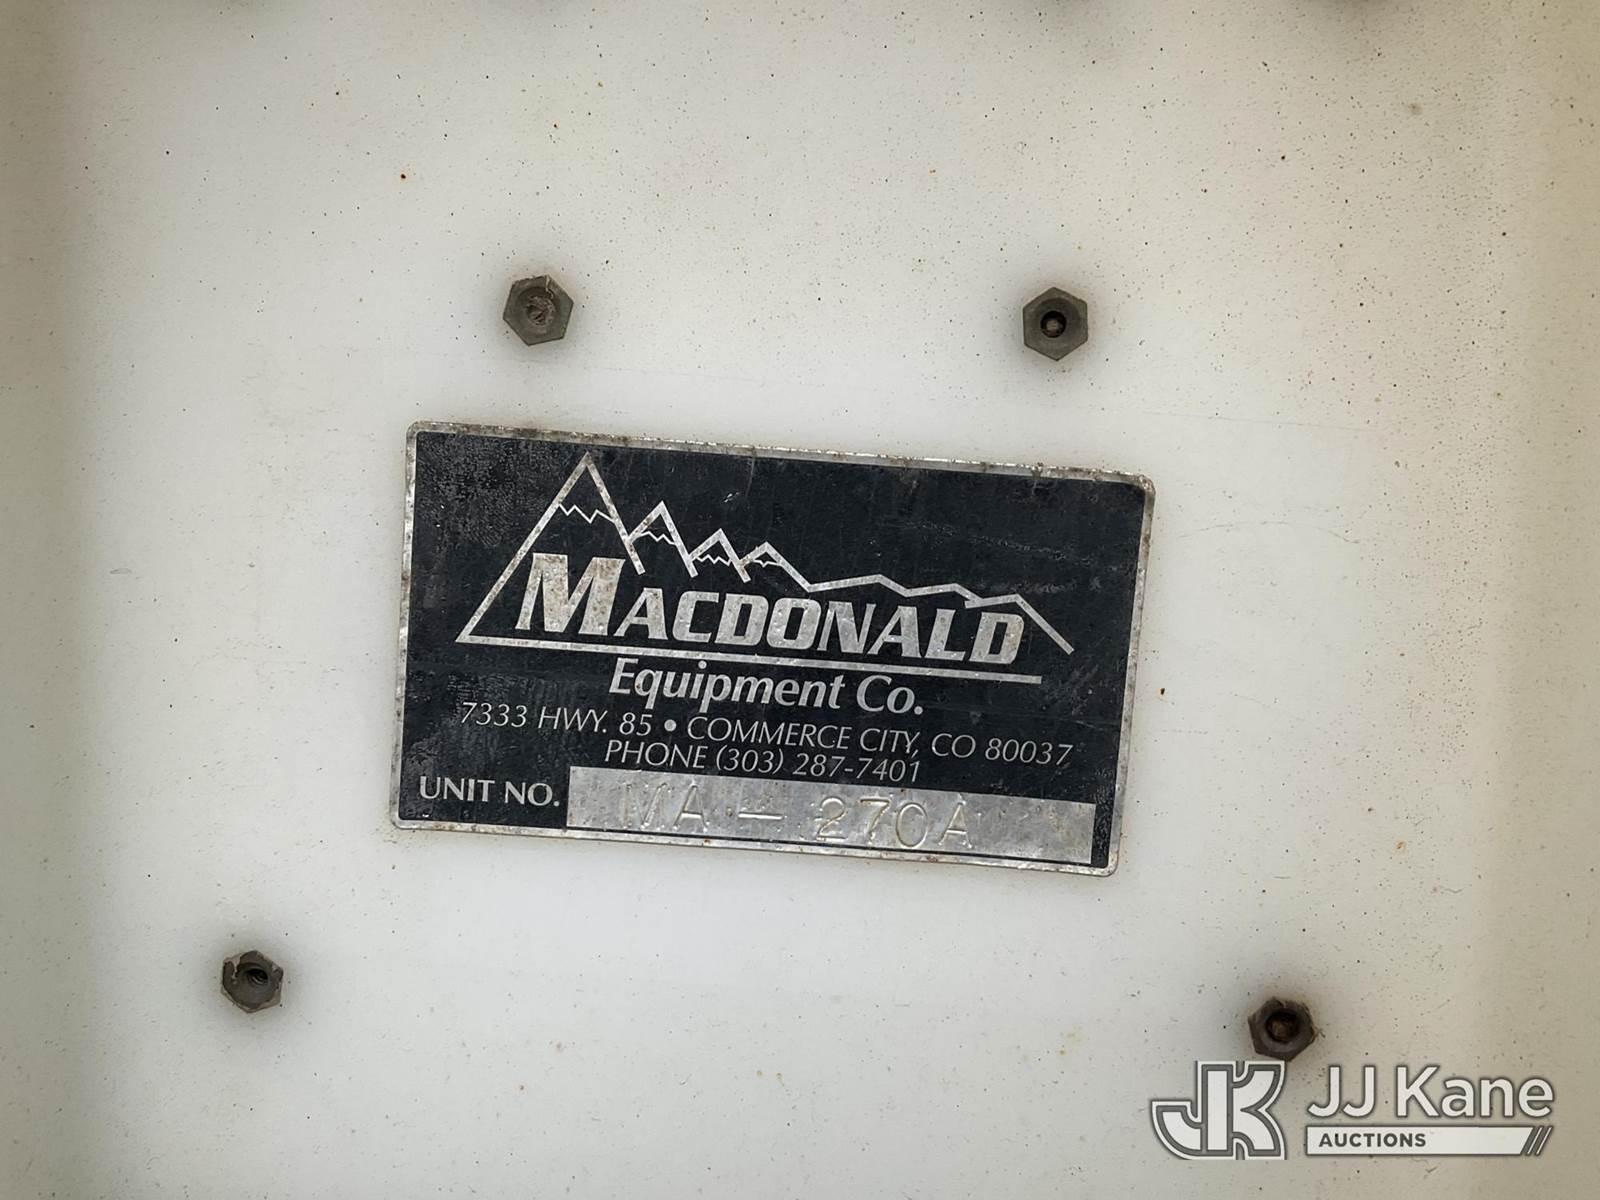 MACDONALD
Equipment Co.
7333 HWY. 85 • COMMERCE CITY, CO 80037
PHONE (303) 287-7401
UNIT NO. MA - 270A
JK JJ Kane
AUCTIONS